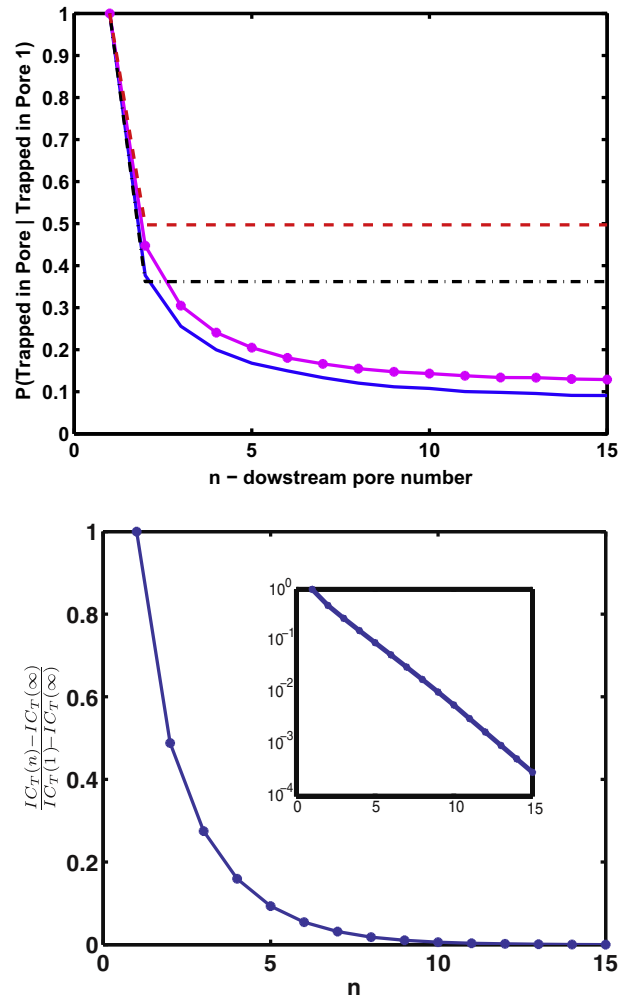 1
0.9
0.8
0.7
0.6
0.5
0.4
0.3
0.2
0.1
0
P(Trapped in Pore | Trapped in Pore 1)
0 5 10 15
n − dowstream pore number
1
0.8
0.6
0.4
0.2
0
IC_T(n)−IC_T(∞)
IC_T(1)−IC_T(∞)
10^0
10^−1
10^−2
10^−3
10^−4
0 5 10 15
0 5 10 15
n